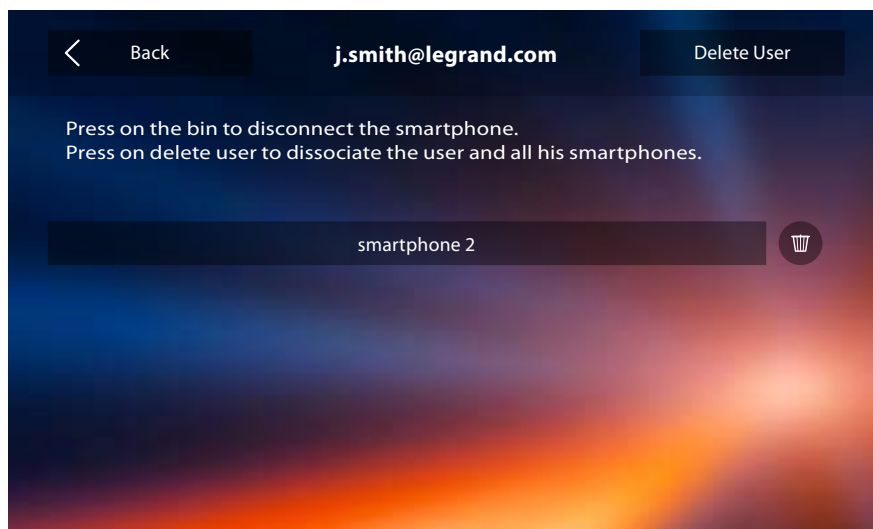 Back
j.smith@legrand.com
Delete User
Press on the bin to disconnect the smartphone.
Press on delete user to dissociate the user and all his smartphones.
smartphone 2